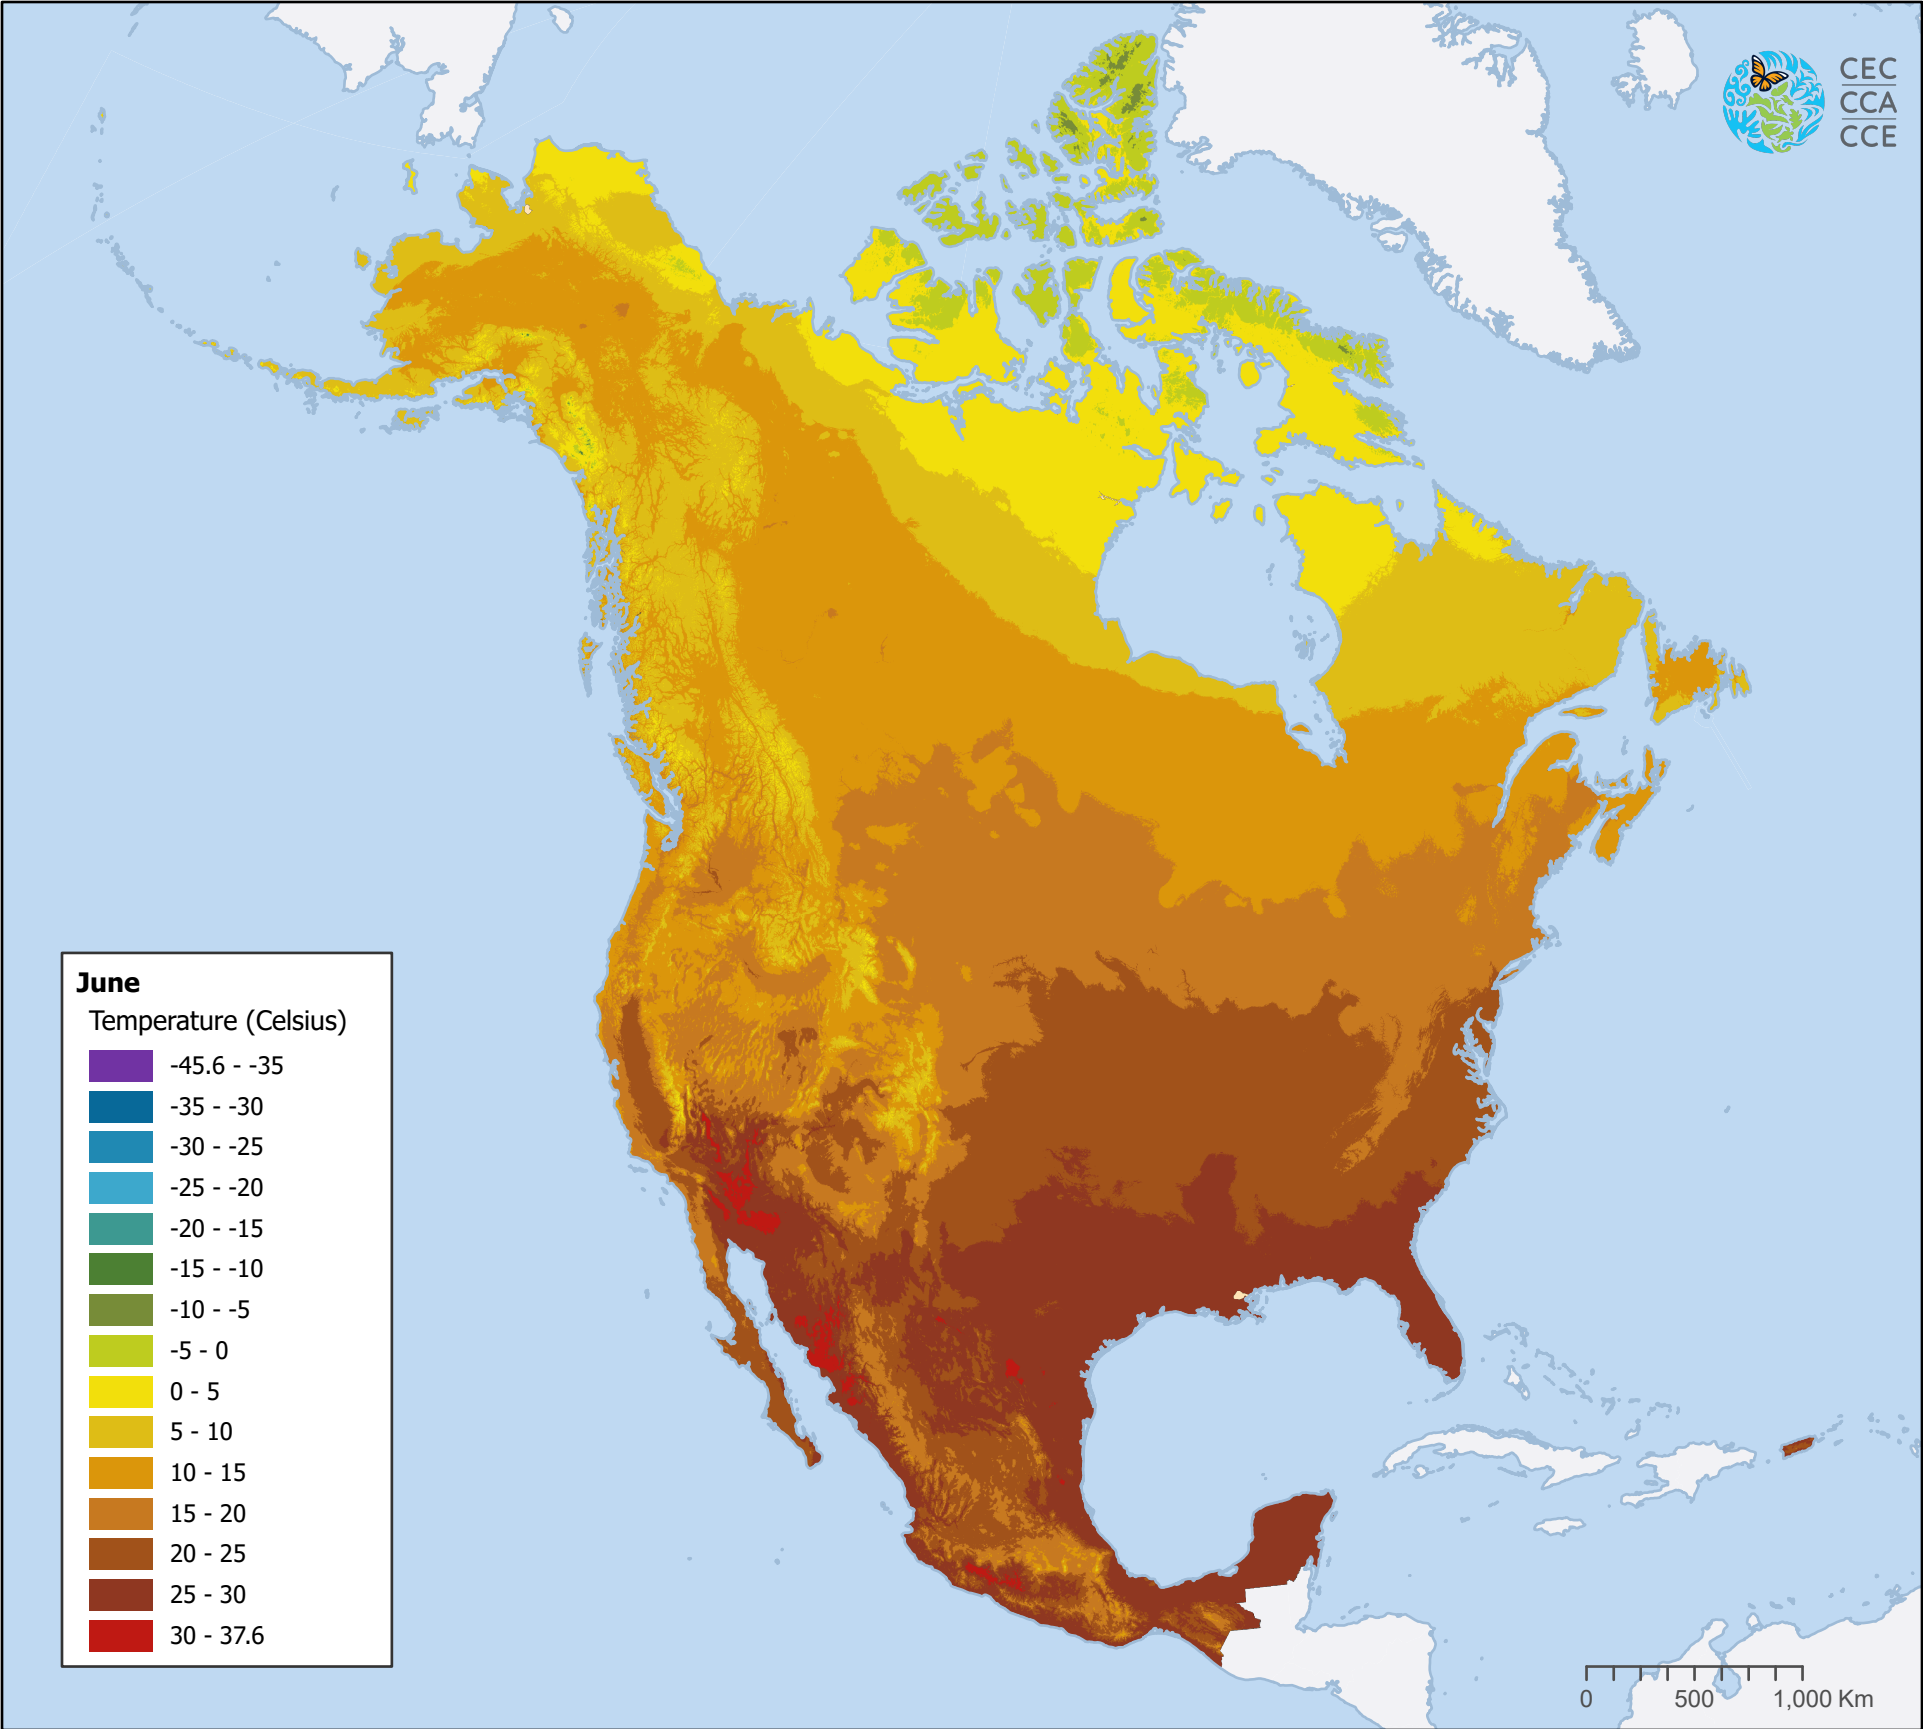 CEC
CCA
CCE
June
Temperature (Celsius)
-45.6 - -35
-35 - -30
-30 - -25
-25 - -20
-20 - -15
-15 - -10
-10 - -5
-5 - 0
0 - 5
5 - 10
10 - 15
15 - 20
20 - 25
25 - 30
30 - 37.6
0 500 1,000 Km